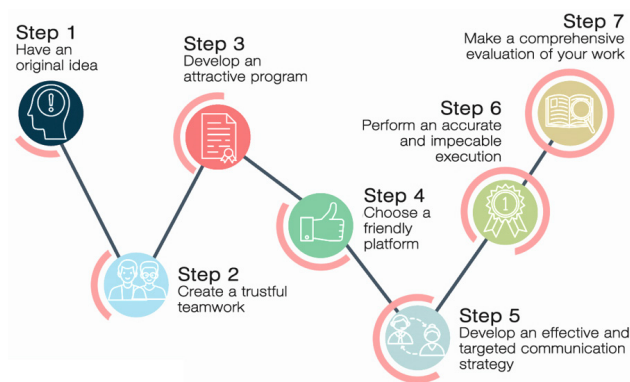 Step 1
Have an
original idea
Step 2
Create a trustful
teamwork
Step 3
Develop an
attractive program
Step 4
Choose a
friendly
platform
Step 5
Develop an effective and
targeted communication
strategy
Step 6
Perform an accurate
and impecable
execution
1
Step 7
Make a comprehensive
evaluation of your work